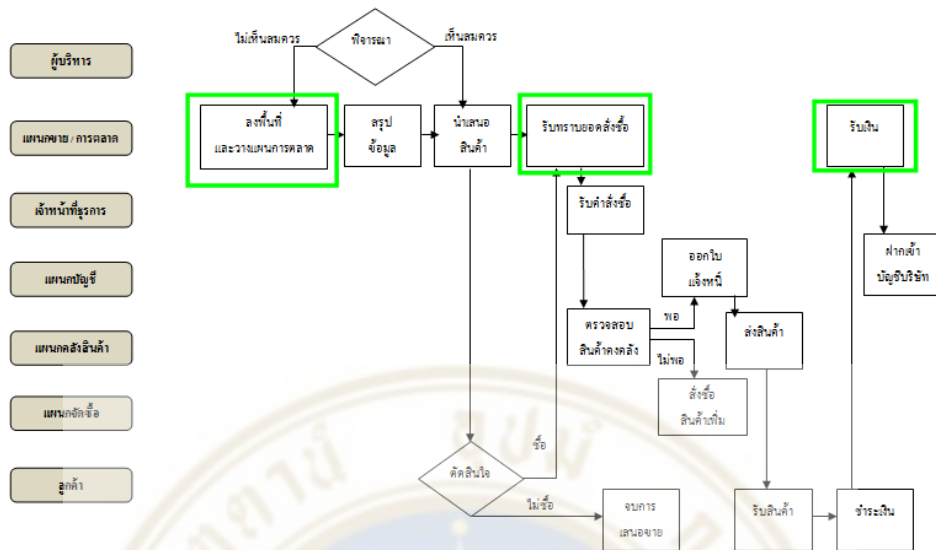 ไม่เห็นสมควร
พิจารณา
เห็นสมควร
ผู้บริหาร
แผนกขาย / การตลาด
ลงพื้นที่
และวางแผนการตลาด
สรุป
ข้อมูล
นำเสนอ
สินค้า
รับทราบยอดสั่งซื้อ
รับเงิน
เจ้าหน้าที่ธุรการ
รับคำสั่งซื้อ
แผนกบัญชี
ออกใบ
แจ้งหนี้
ฝากเข้า
บัญชีบริษัท
แผนกคลังสินค้า
ตรวจสอบ
สินค้าคงคลัง
พอ
ไม่พอ
ส่งสินค้า
แผนกจัดซื้อ
สั่งซื้อ
สินค้าเพิ่ม
ลูกค้า
ตัดสินใจ
ซื้อ
ไม่ซื้อ
จบการ
เสนอขาย
รับสินค้า
ชำระเงิน